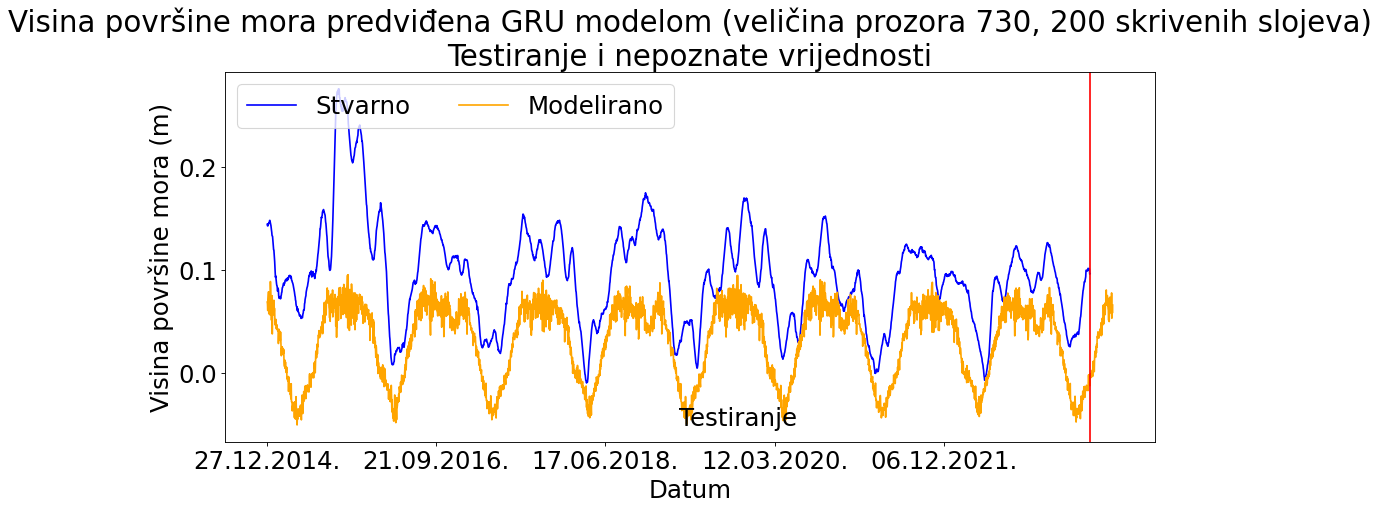 Visina površine mora predviđena GRU modelom (veličina prozora 730, 200 skrivenih slojeva)
Testiranje i nepoznate vrijednosti
Stvarno
Modelirano
Visina površine mora (m)
0.2
0.1
0.0
Testiranje
27.12.2014.
21.09.2016.
17.06.2018.
12.03.2020.
06.12.2021.
Datum